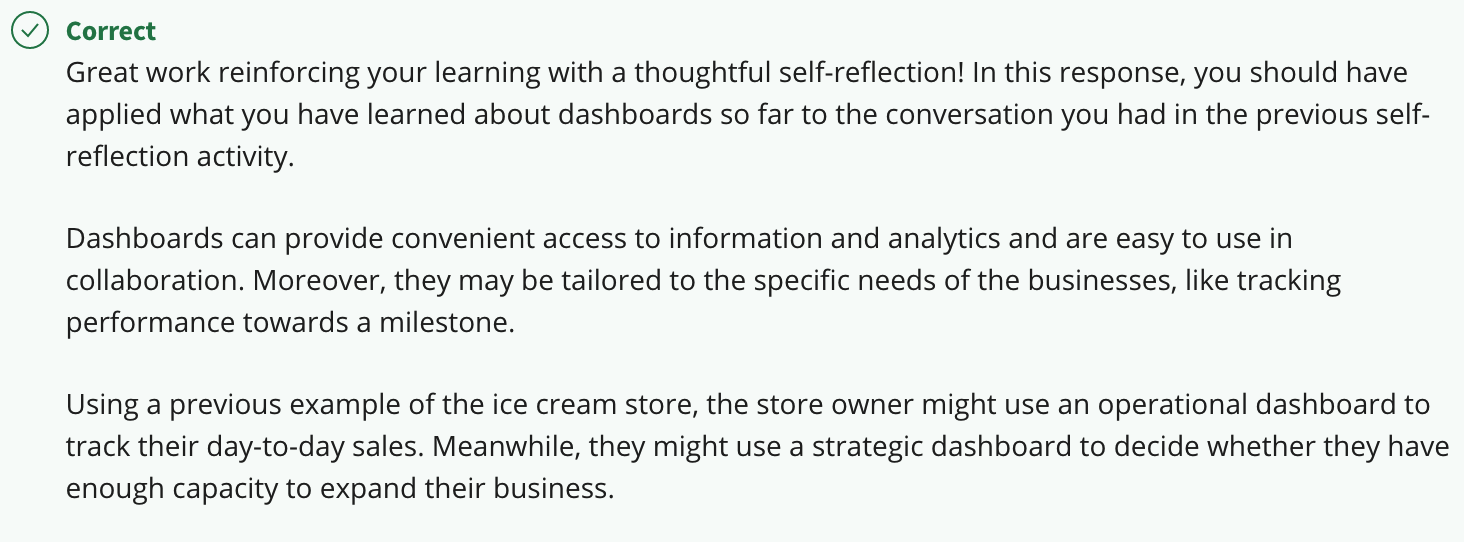 Correct
Great work reinforcing your learning with a thoughtful self-reflection! In this response, you should have
applied what you have learned about dashboards so far to the conversation you had in the previous self-
reflection activity.
Dashboards can provide convenient access to information and analytics and are easy to use in
collaboration. Moreover, they may be tailored to the specific needs of the businesses, like tracking
performance towards a milestone.
Using a previous example of the ice cream store, the store owner might use an operational dashboard to
track their day-to-day sales. Meanwhile, they might use a strategic dashboard to decide whether they have
enough capacity to expand their business.